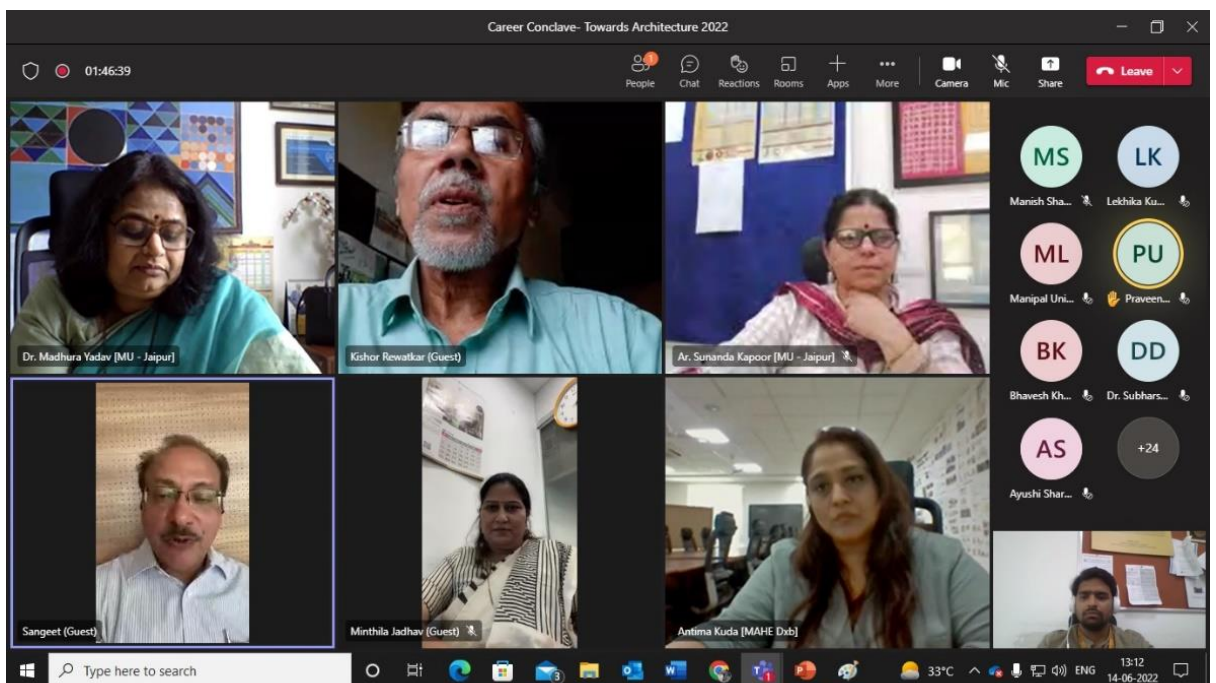 Career Conclave- Towards Architecture 2022
01:46:39
1
People
Chat
Reactions
Rooms
Apps
More
Camera
Mic
Share
Leave
Dr. Madhura Yadav [MU - Jaipur]
Kishor Rewatkar (Guest)
Ar. Sunanda Kapoor [MU - Jaipur]
Sangeet (Guest)
Minthila Jadhav (Guest)
Antima Kuda [MAHE Dxb]
MS
LK
Manish Sha...
Lekhika Ku...
ML
PU
Manipal Uni...
Praveen...
BK
DD
Bhavesh Kh...
Dr. Subhars...
AS
+24
Ayushi Shar...
Type here to search
3
1
33°C
ENG
13:12
14-06-2022